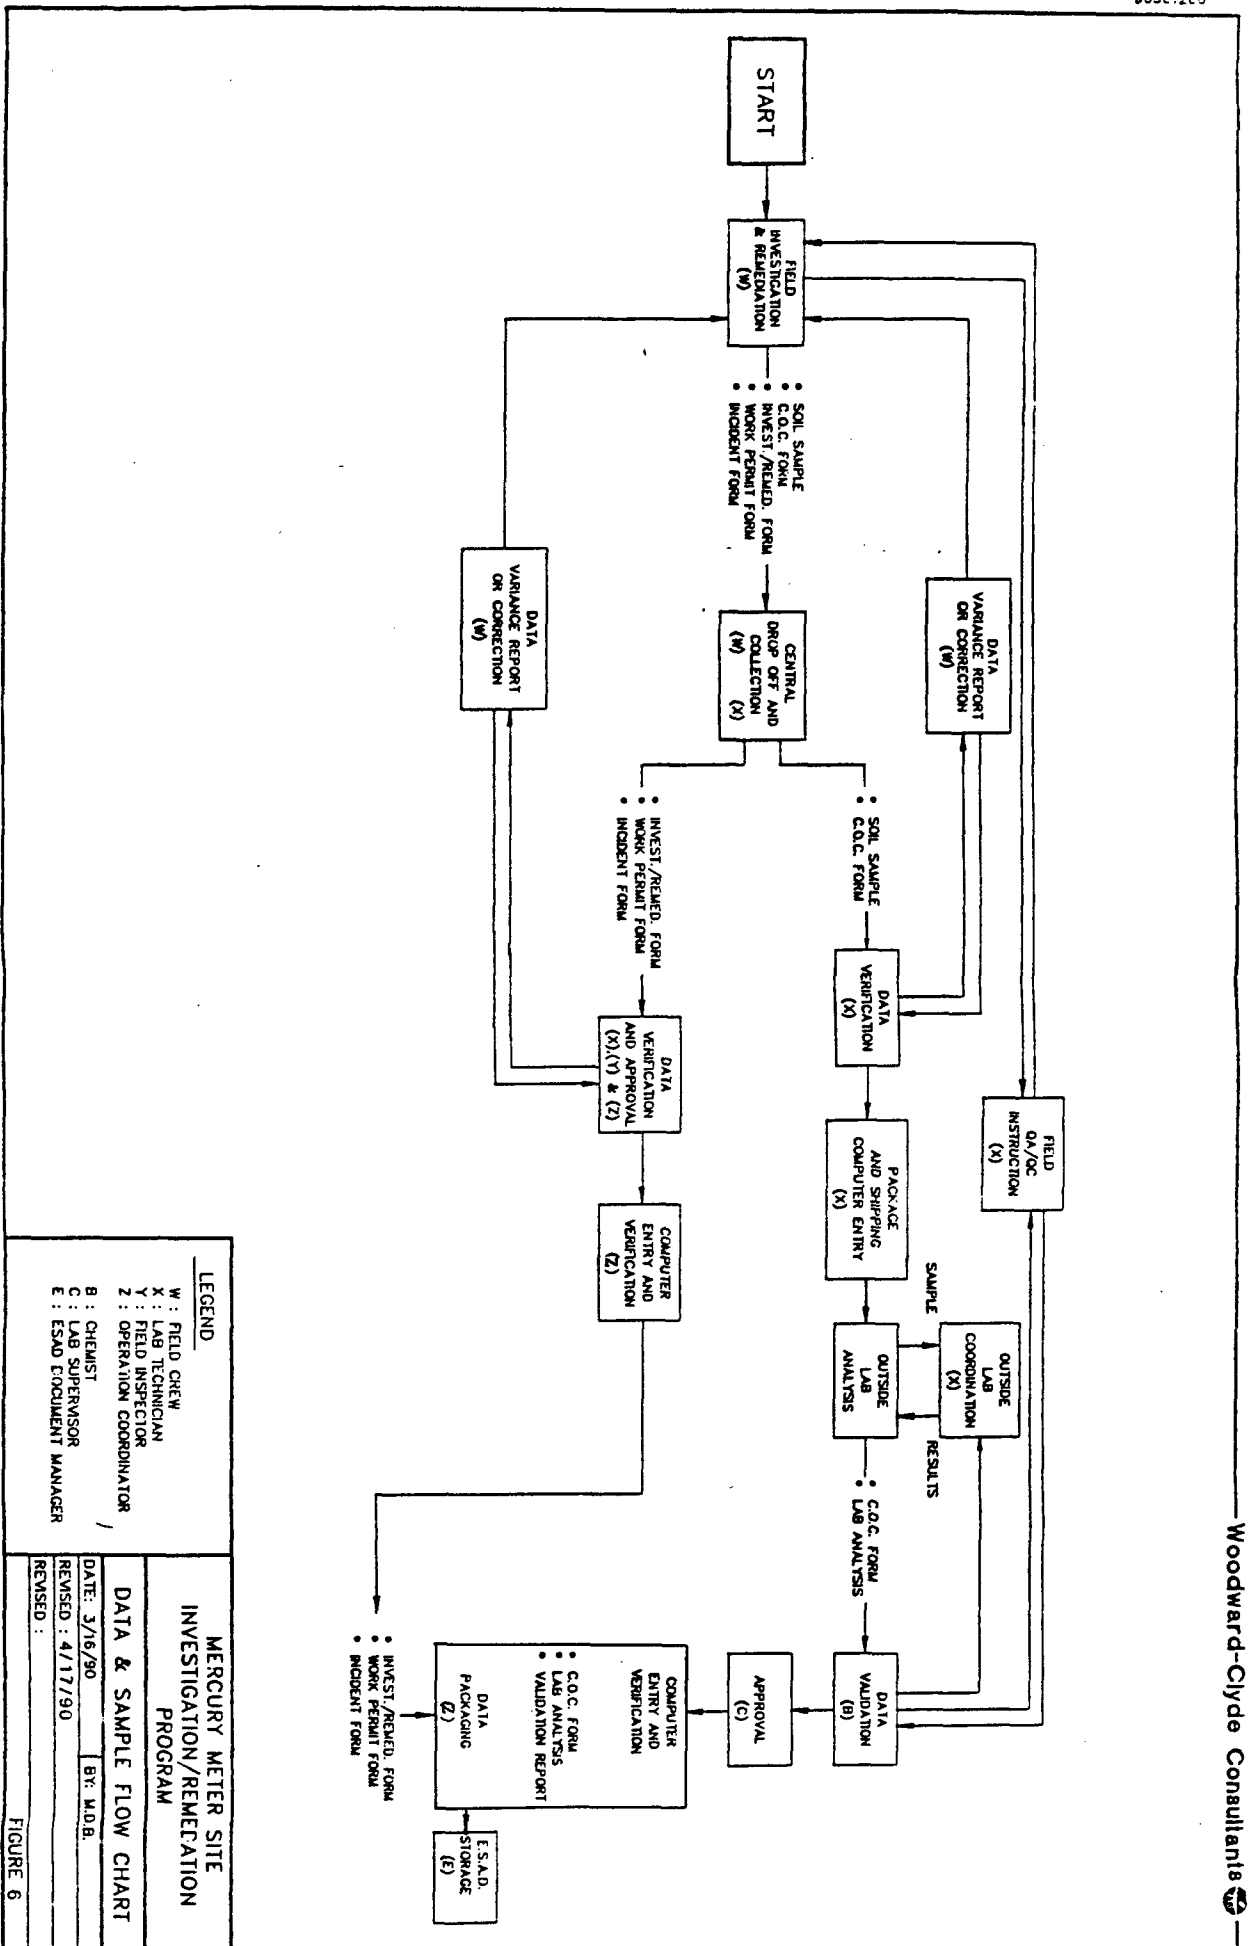 Woodward-Clyde Consultants
START
FIELD
INVESTIGATION
& REMEDIATION
(W)
• SOIL SAMPLE
• C.O.C. FORM
• INVEST./REMED. FORM
• WORK PERMIT FORM
• INCIDENT FORM
CENTRAL
DROP OFF AND
COLLECTION
(W) (X)
DATA
VARIANCE REPORT
OR CORRECTION
(W)
• SOIL SAMPLE
• C.O.C. FORM
DATA
VERIFICATION
(X)
FIELD
QA/QC
INSTRUCTION
(X)
PACKAGE
AND SHIPPING
COMPUTER ENTRY
(X)
SAMPLE
OUTSIDE
LAB
COORDINATION
(X)
RESULTS
OUTSIDE
LAB
ANALYSIS
• C.O.C. FORM
• LAB ANALYSIS
DATA
VALIDATION
(B)
APPROVAL
(C)
COMPUTER
ENTRY AND
VERIFICATION
• C.O.C. FORM
• LAB ANALYSIS
• VALIDATION REPORT
DATA
PACKAGING
(Z)
E.S.A.D.
STORAGE
(E)
DATA
VARIANCE REPORT
OR CORRECTION
(W)
• INVEST./REMED. FORM
• WORK PERMIT FORM
• INCIDENT FORM
DATA
VERIFICATION
AND APPROVAL
(X),(Y) & (Z)
COMPUTER
ENTRY AND
VERIFICATION
(Z)
• INVEST./REMED. FORM
• WORK PERMIT FORM
• INCIDENT FORM
LEGEND
W : FIELD CREW
X : LAB TECHNICIAN
Y : FIELD INSPECTOR
Z : OPERATION COORDINATOR
B : CHEMIST
C : LAB SUPERVISOR
E : ESAD DOCUMENT MANAGER
MERCURY METER SITE
INVESTIGATION/REMEDATION
PROGRAM
DATA & SAMPLE FLOW CHART
DATE: 3/16/90 BY: M.D.B.
REVISED : 4/17/90
REVISED :
FIGURE 6